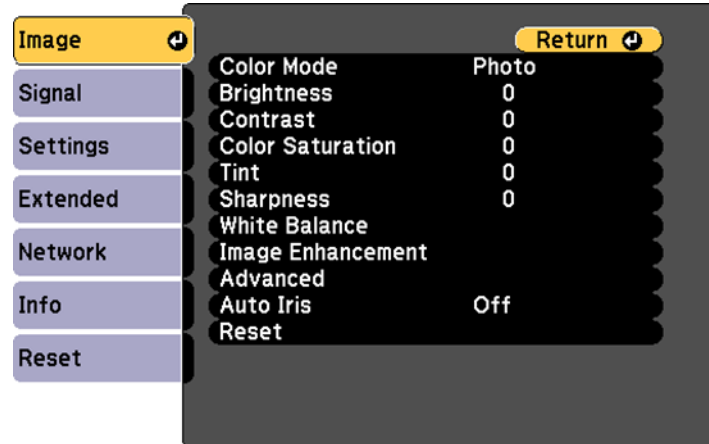 Image
Signal
Settings
Extended
Network
Info
Reset
Return
Color Mode Photo
Brightness 0
Contrast 0
Color Saturation 0
Tint 0
Sharpness 0
White Balance
Image Enhancement
Advanced
Auto Iris Off
Reset